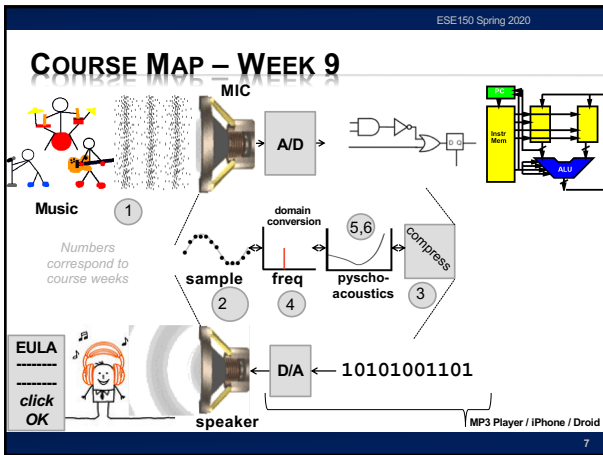 ESE150 Spring 2020
COURSE MAP – WEEK 9
MIC
A/D
D Q
PC
Instr
Mem
ALU
Music
1
Numbers
correspond to
course weeks
sample
2
domain
conversion
freq
4
5,6
pyscho-
acoustics
compress
3
EULA
--------
--------
click
OK
speaker
D/A
10101001101
MP3 Player / iPhone / Droid
7